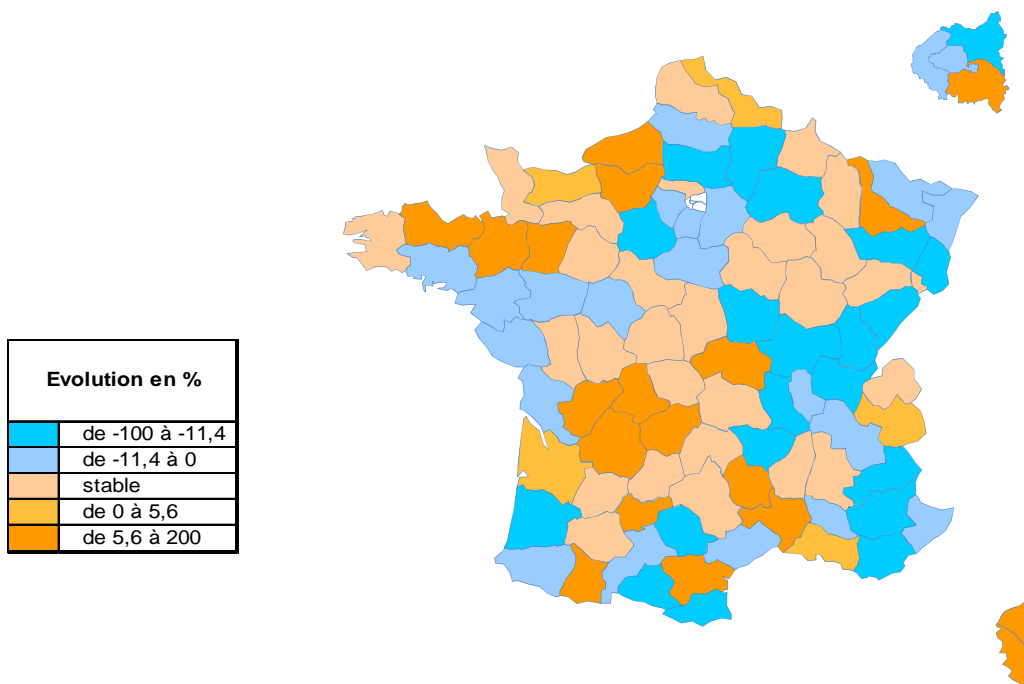 Evolution en %
de -100 à -11,4
de -11,4 à 0
stable
de 0 à 5,6
de 5,6 à 200